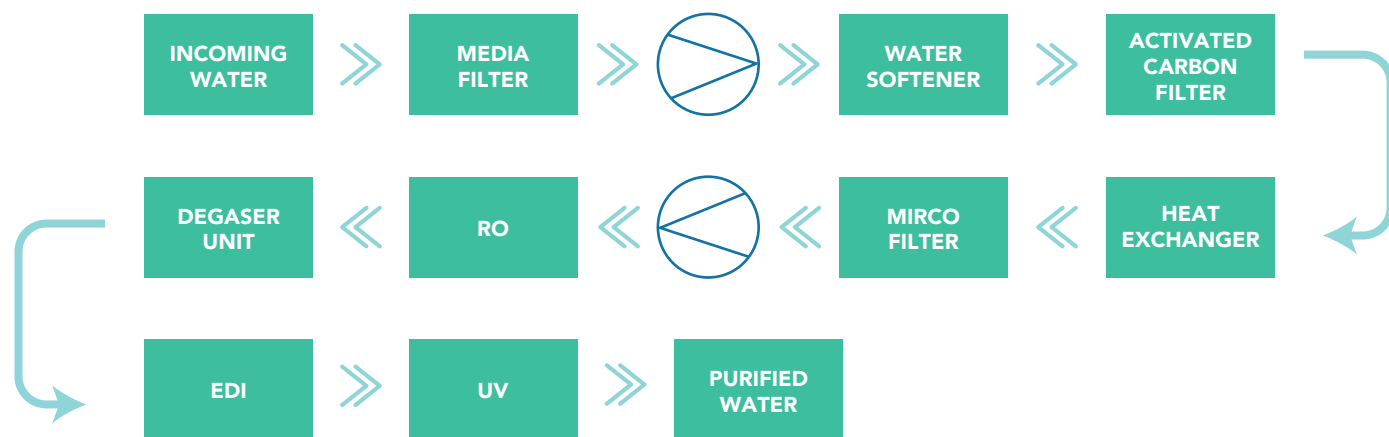 INCOMING
WATER
MEDIA
FILTER
WATER
SOFTENER
ACTIVATED
CARBON
FILTER
HEAT
EXCHANGER
MIRCO
FILTER
RO
DEGASER
UNIT
EDI
UV
PURIFIED
WATER